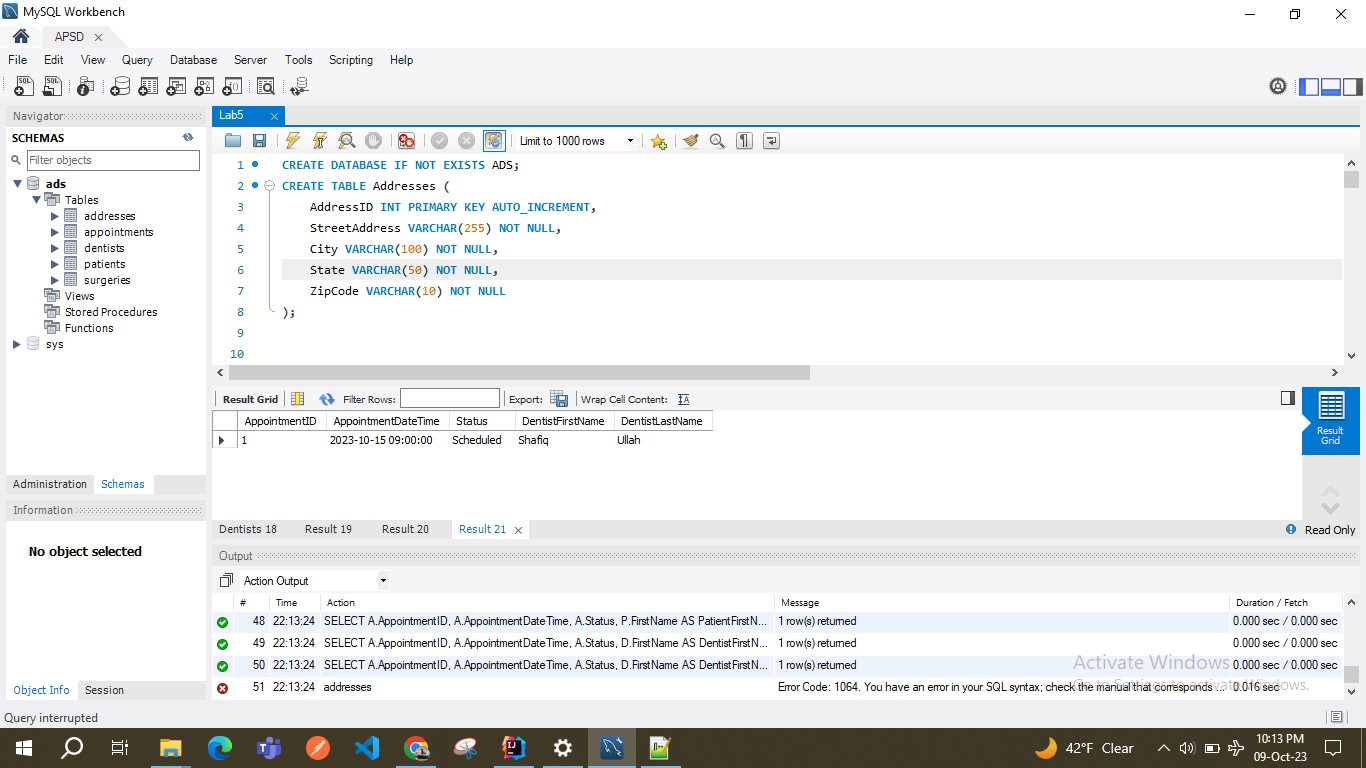 MySQL Workbench
APSD
File Edit View Query Database Server Tools Scripting Help
Navigator
SCHEMAS
Filter objects
ads
Tables
addresses
appointments
dentists
patients
surgeries
Views
Stored Procedures
Functions
sys
Administration Schemas
Information
No object selected
Object Info Session
Query interrupted
Lab5
Limit to 1000 rows
1 CREATE DATABASE IF NOT EXISTS ADS;
2 CREATE TABLE Addresses (
3 AddressID INT PRIMARY KEY AUTO_INCREMENT,
4 StreetAddress VARCHAR(255) NOT NULL,
5 City VARCHAR(100) NOT NULL,
6 State VARCHAR(50) NOT NULL,
7 ZipCode VARCHAR(10) NOT NULL
8 );
9
10
Result Grid Filter Rows: Export: Wrap Cell Content:
AppointmentID AppointmentDateTime Status DentistFirstName DentistLastName
1 2023-10-15 09:00:00 Scheduled Shafiq Ullah
Result
Grid
Dentists 18 Result 19 Result 20 Result 21
Read Only
Output
Action Output
# Time Action Message Duration / Fetch
48 22:13:24 SELECT A.AppointmentID, A.AppointmentDateTime, A.Status, P.FirstName AS PatientFirstN... 1 row(s) returned 0.000 sec / 0.000 sec
49 22:13:24 SELECT A.AppointmentID, A.AppointmentDateTime, A.Status, D.FirstName AS DentistFirstN... 1 row(s) returned 0.000 sec / 0.000 sec
50 22:13:24 SELECT A.AppointmentID, A.AppointmentDateTime, A.Status, D.FirstName AS DentistFirstN... 1 row(s) returned 0.000 sec / 0.000 sec
51 22:13:24 addresses Error Code: 1064. You have an error in your SQL syntax; check the manual that corresponds ... 0.016 sec
Activate Windows
Go to Settings to activate Windows.
42°F Clear
10:13 PM
09-Oct-23